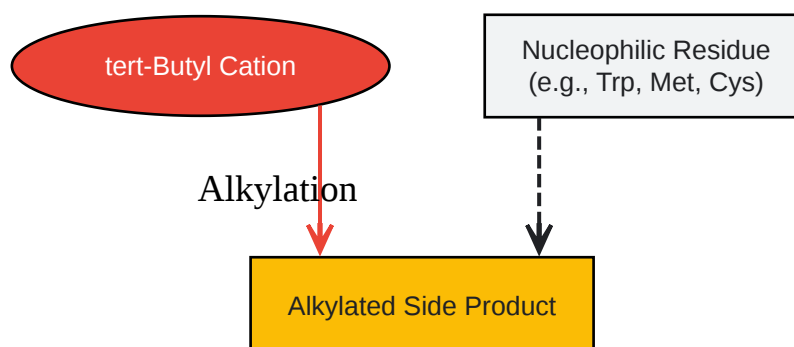 tert-Butyl Cation
Nucleophilic Residue
(e.g., Trp, Met, Cys)
Alkylation
Alkylated Side Product